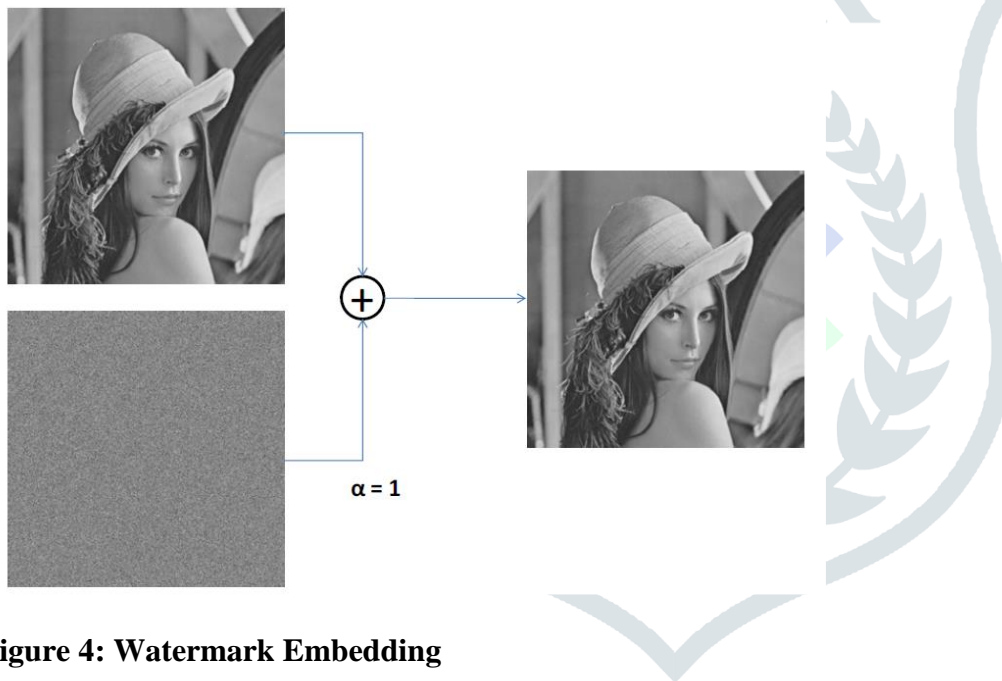 +
α = 1
igure 4: Watermark Embedding